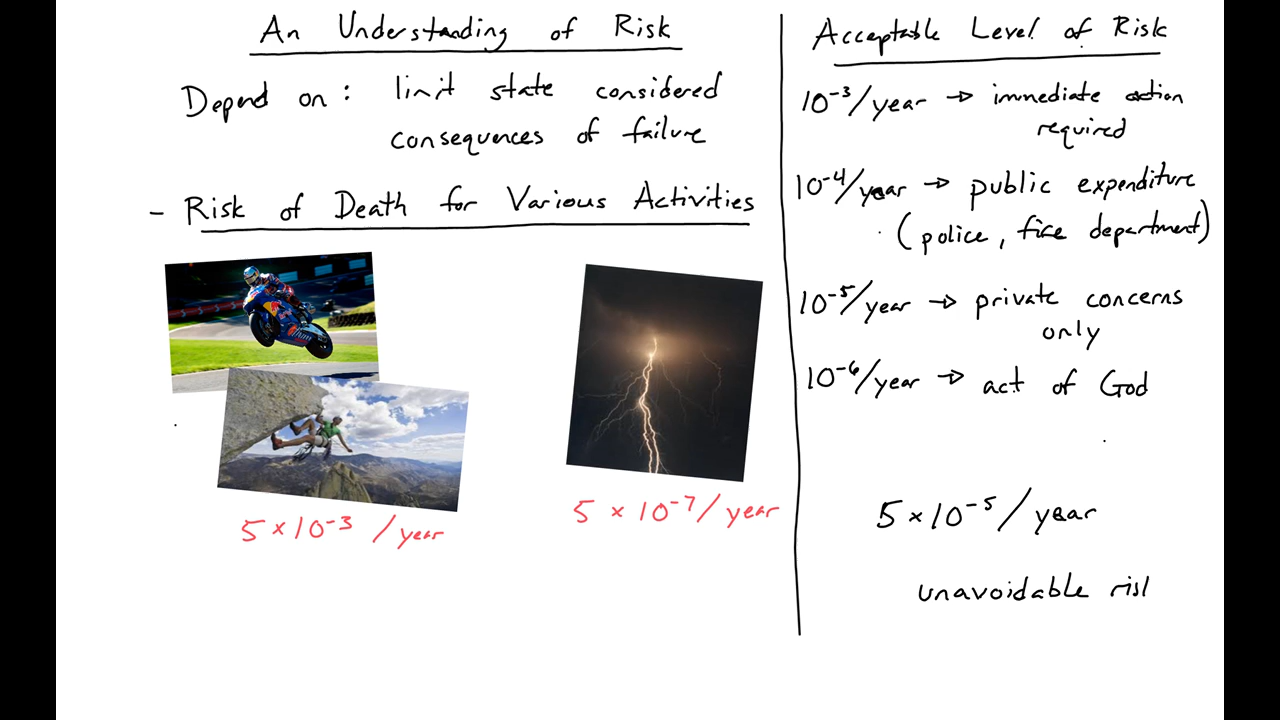 An Understanding of Risk
Depend on: limit state considered
consequences of failure
- Risk of Death for Various Activities
5 × 10⁻³ /year
5 × 10⁻⁷/year
Acceptable Level of Risk
10⁻³/year → immediate action
required
10⁻⁴/year → public expenditure
(police, fire department)
10⁻⁵/year → private concerns
only
10⁻⁶/year → act of God
5 × 10⁻⁵/year
unavoidable risl